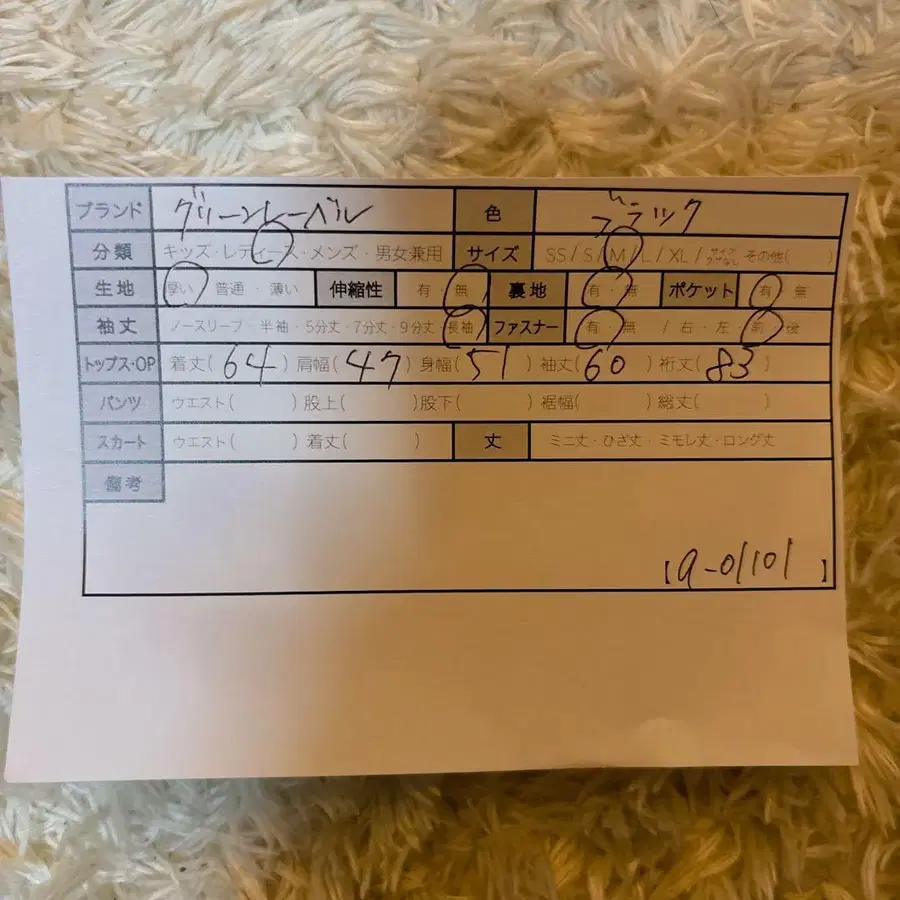 ブランド グリーンレーベル 色 ブラック
分類 キッズ・レディース・メンズ・男女兼用 サイズ SS/S/M/L/XL/サイズ表記なし その他( )
生地 厚い・普通・薄い 伸縮性 有・無 裏地 有・無 ポケット 有・無
袖丈 ノースリーブ・半袖・5分丈・7分丈・9分丈・長袖 ファスナー 有・無 / 右・左・前・後
トップス・OP 着丈(64)肩幅(47)身幅(51)袖丈(60)裄丈(83)
パンツ ウエスト( )股上( )股下( )裾幅( )総丈( )
スカート ウエスト( )着丈( ) 丈 ミニ丈・ひざ丈・ミモレ丈・ロング丈
備考
【a-01101】